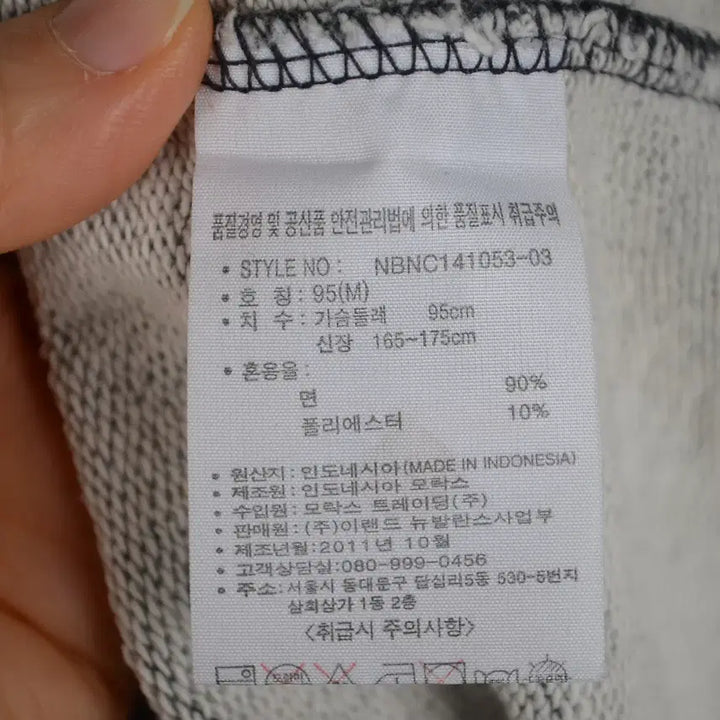 품질경영 및 공산품 안전관리법에 의한 품질표시 취급주의
• STYLE NO : NBNC141053-03
• 호 칭 : 95(M)
• 치 수 : 가슴둘레 95cm
신장 165~175cm
• 혼용율 :
면 90%
폴리에스터 10%
• 원산지 : 인도네시아(MADE IN INDONESIA)
• 제조원 : 인도네시아 모락스
• 수입원 : 모락스 트레이딩(주)
• 판매원 : (주)이랜드 뉴발란스사업부
• 제조년월:2011년 10월
• 고객상담실:080-999-0456
• 주소:서울시 동대문구 답십리5동 530-5번지
삼희상가 1동 2층
<취급시 주의사항>